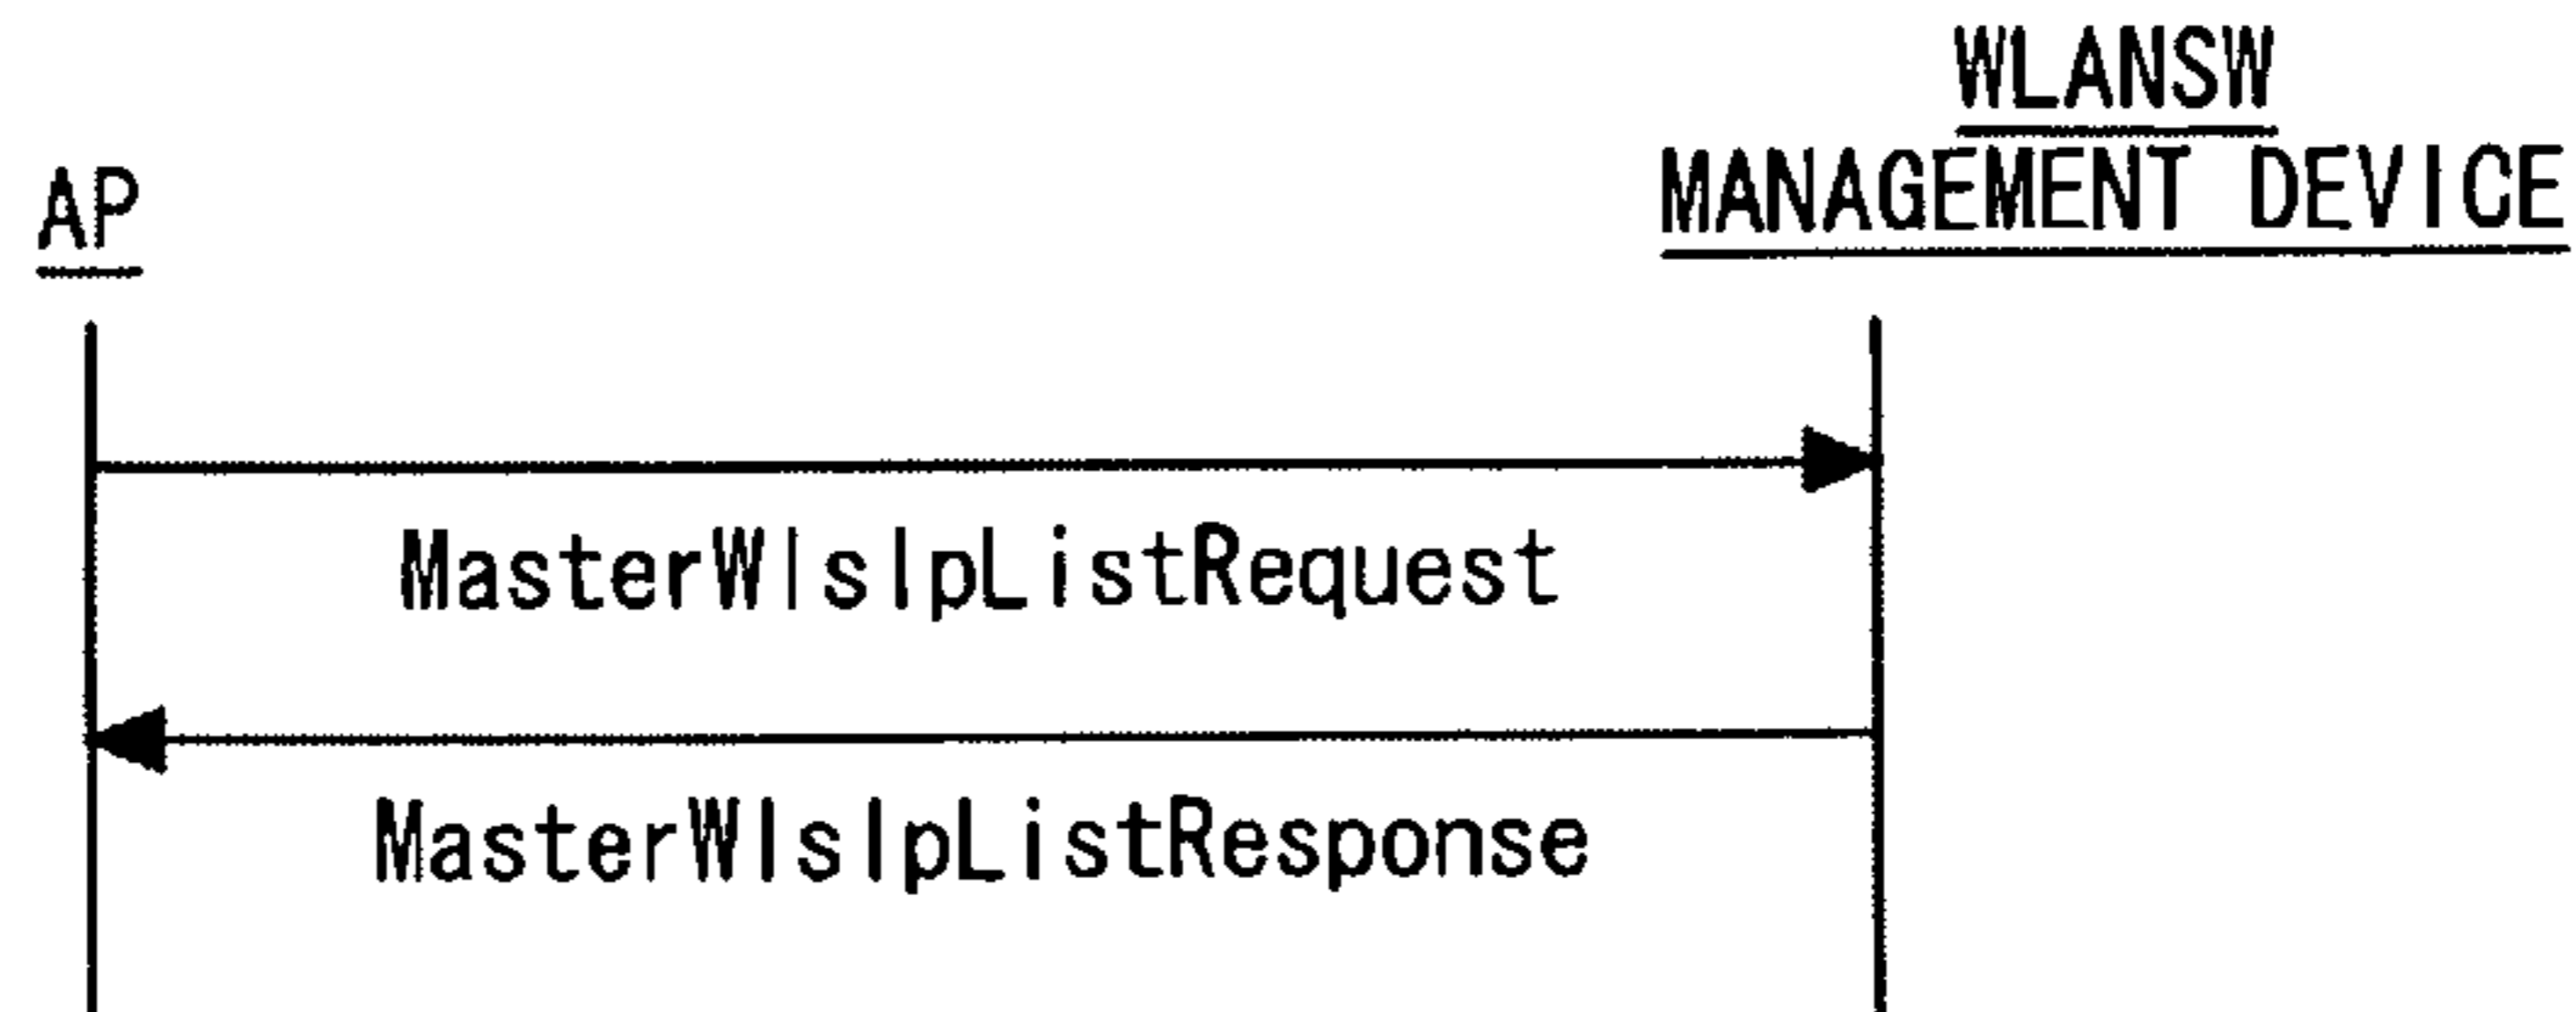 WLANSW
MANAGEMENT DEVICE
AP
MasterWlsIpListRequest
MasterWlsIpListResponse